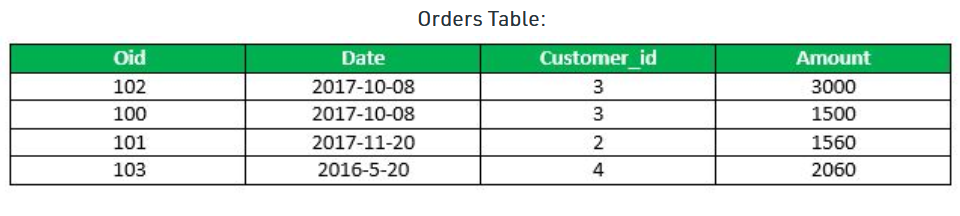 Orders Table:
Oid Date Customer_id Amount
102 2017-10-08 3 3000
100 2017-10-08 3 1500
101 2017-11-20 2 1560
103 2016-5-20 4 2060